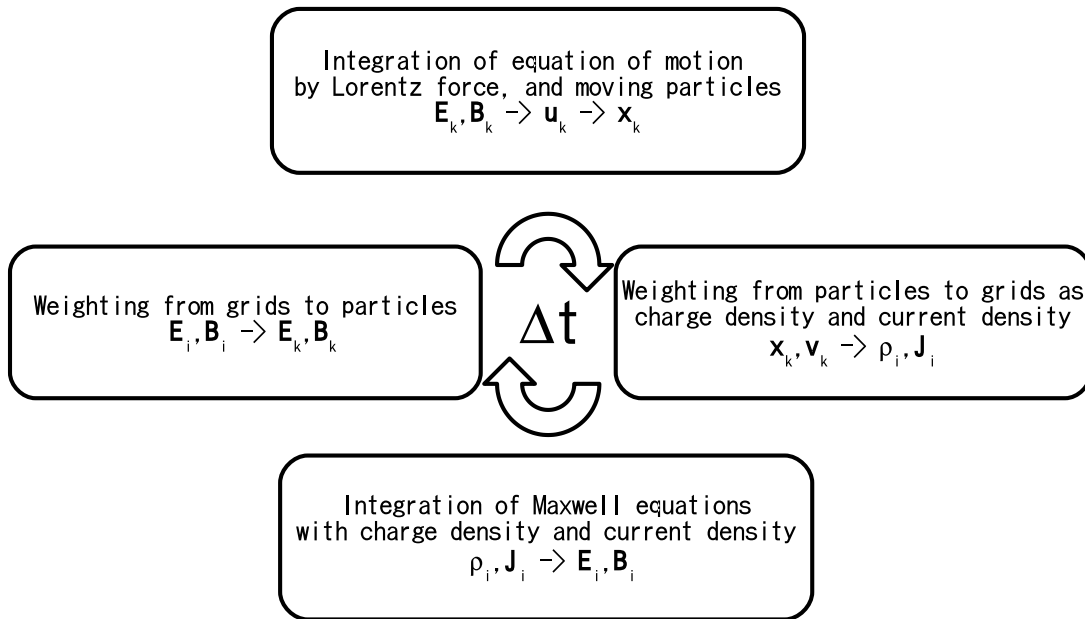 Integration of equation of motion
by Lorentz force, and moving particles
E_k, B_k -> u_k -> x_k
Weighting from grids to particles
E_i, B_i -> E_k, B_k
Δt
Weighting from particles to grids as
charge density and current density
x_k, v_k -> ρ_i, J_i
Integration of Maxwell equations
with charge density and current density
ρ_i, J_i -> E_i, B_i